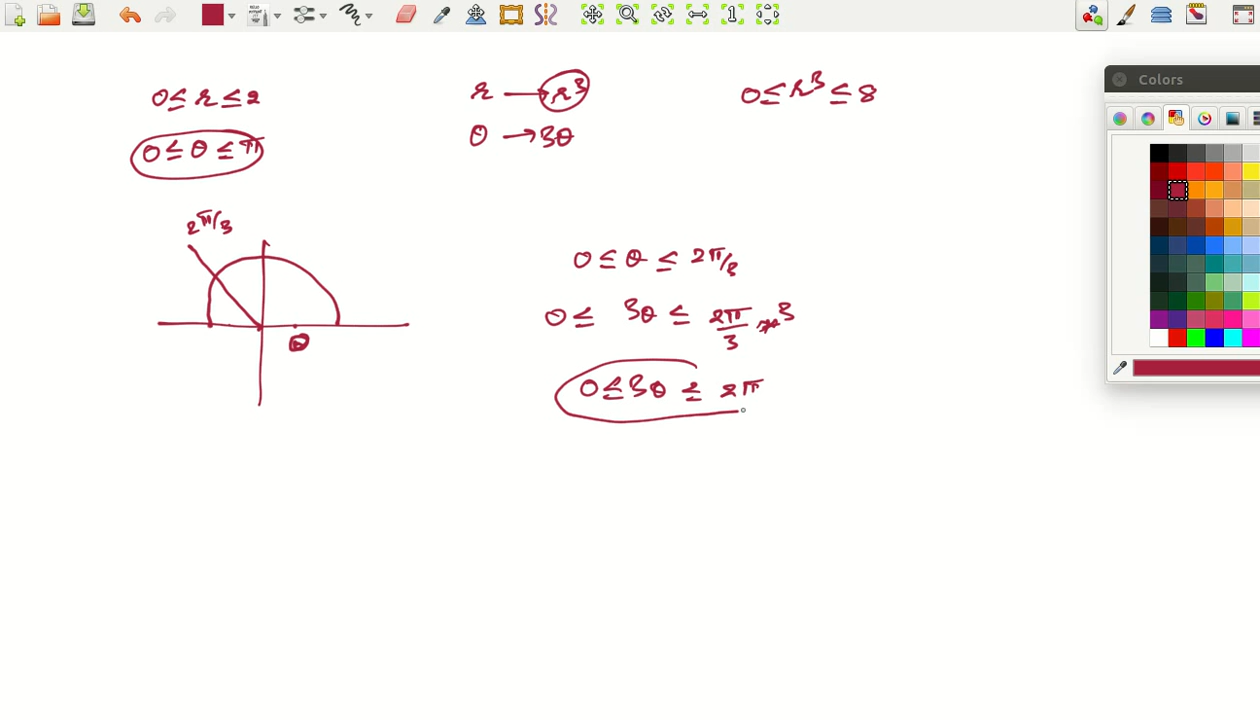 Colors
0 ≤ r ≤ 2
r → r³
0 ≤ r³ ≤ 8
0 ≤ θ ≤ π
θ → 3θ
2π/3
0 ≤ θ ≤ 2π/3
0 ≤ 3θ ≤ 2π/3 * 3
0 ≤ 3θ ≤ 2π